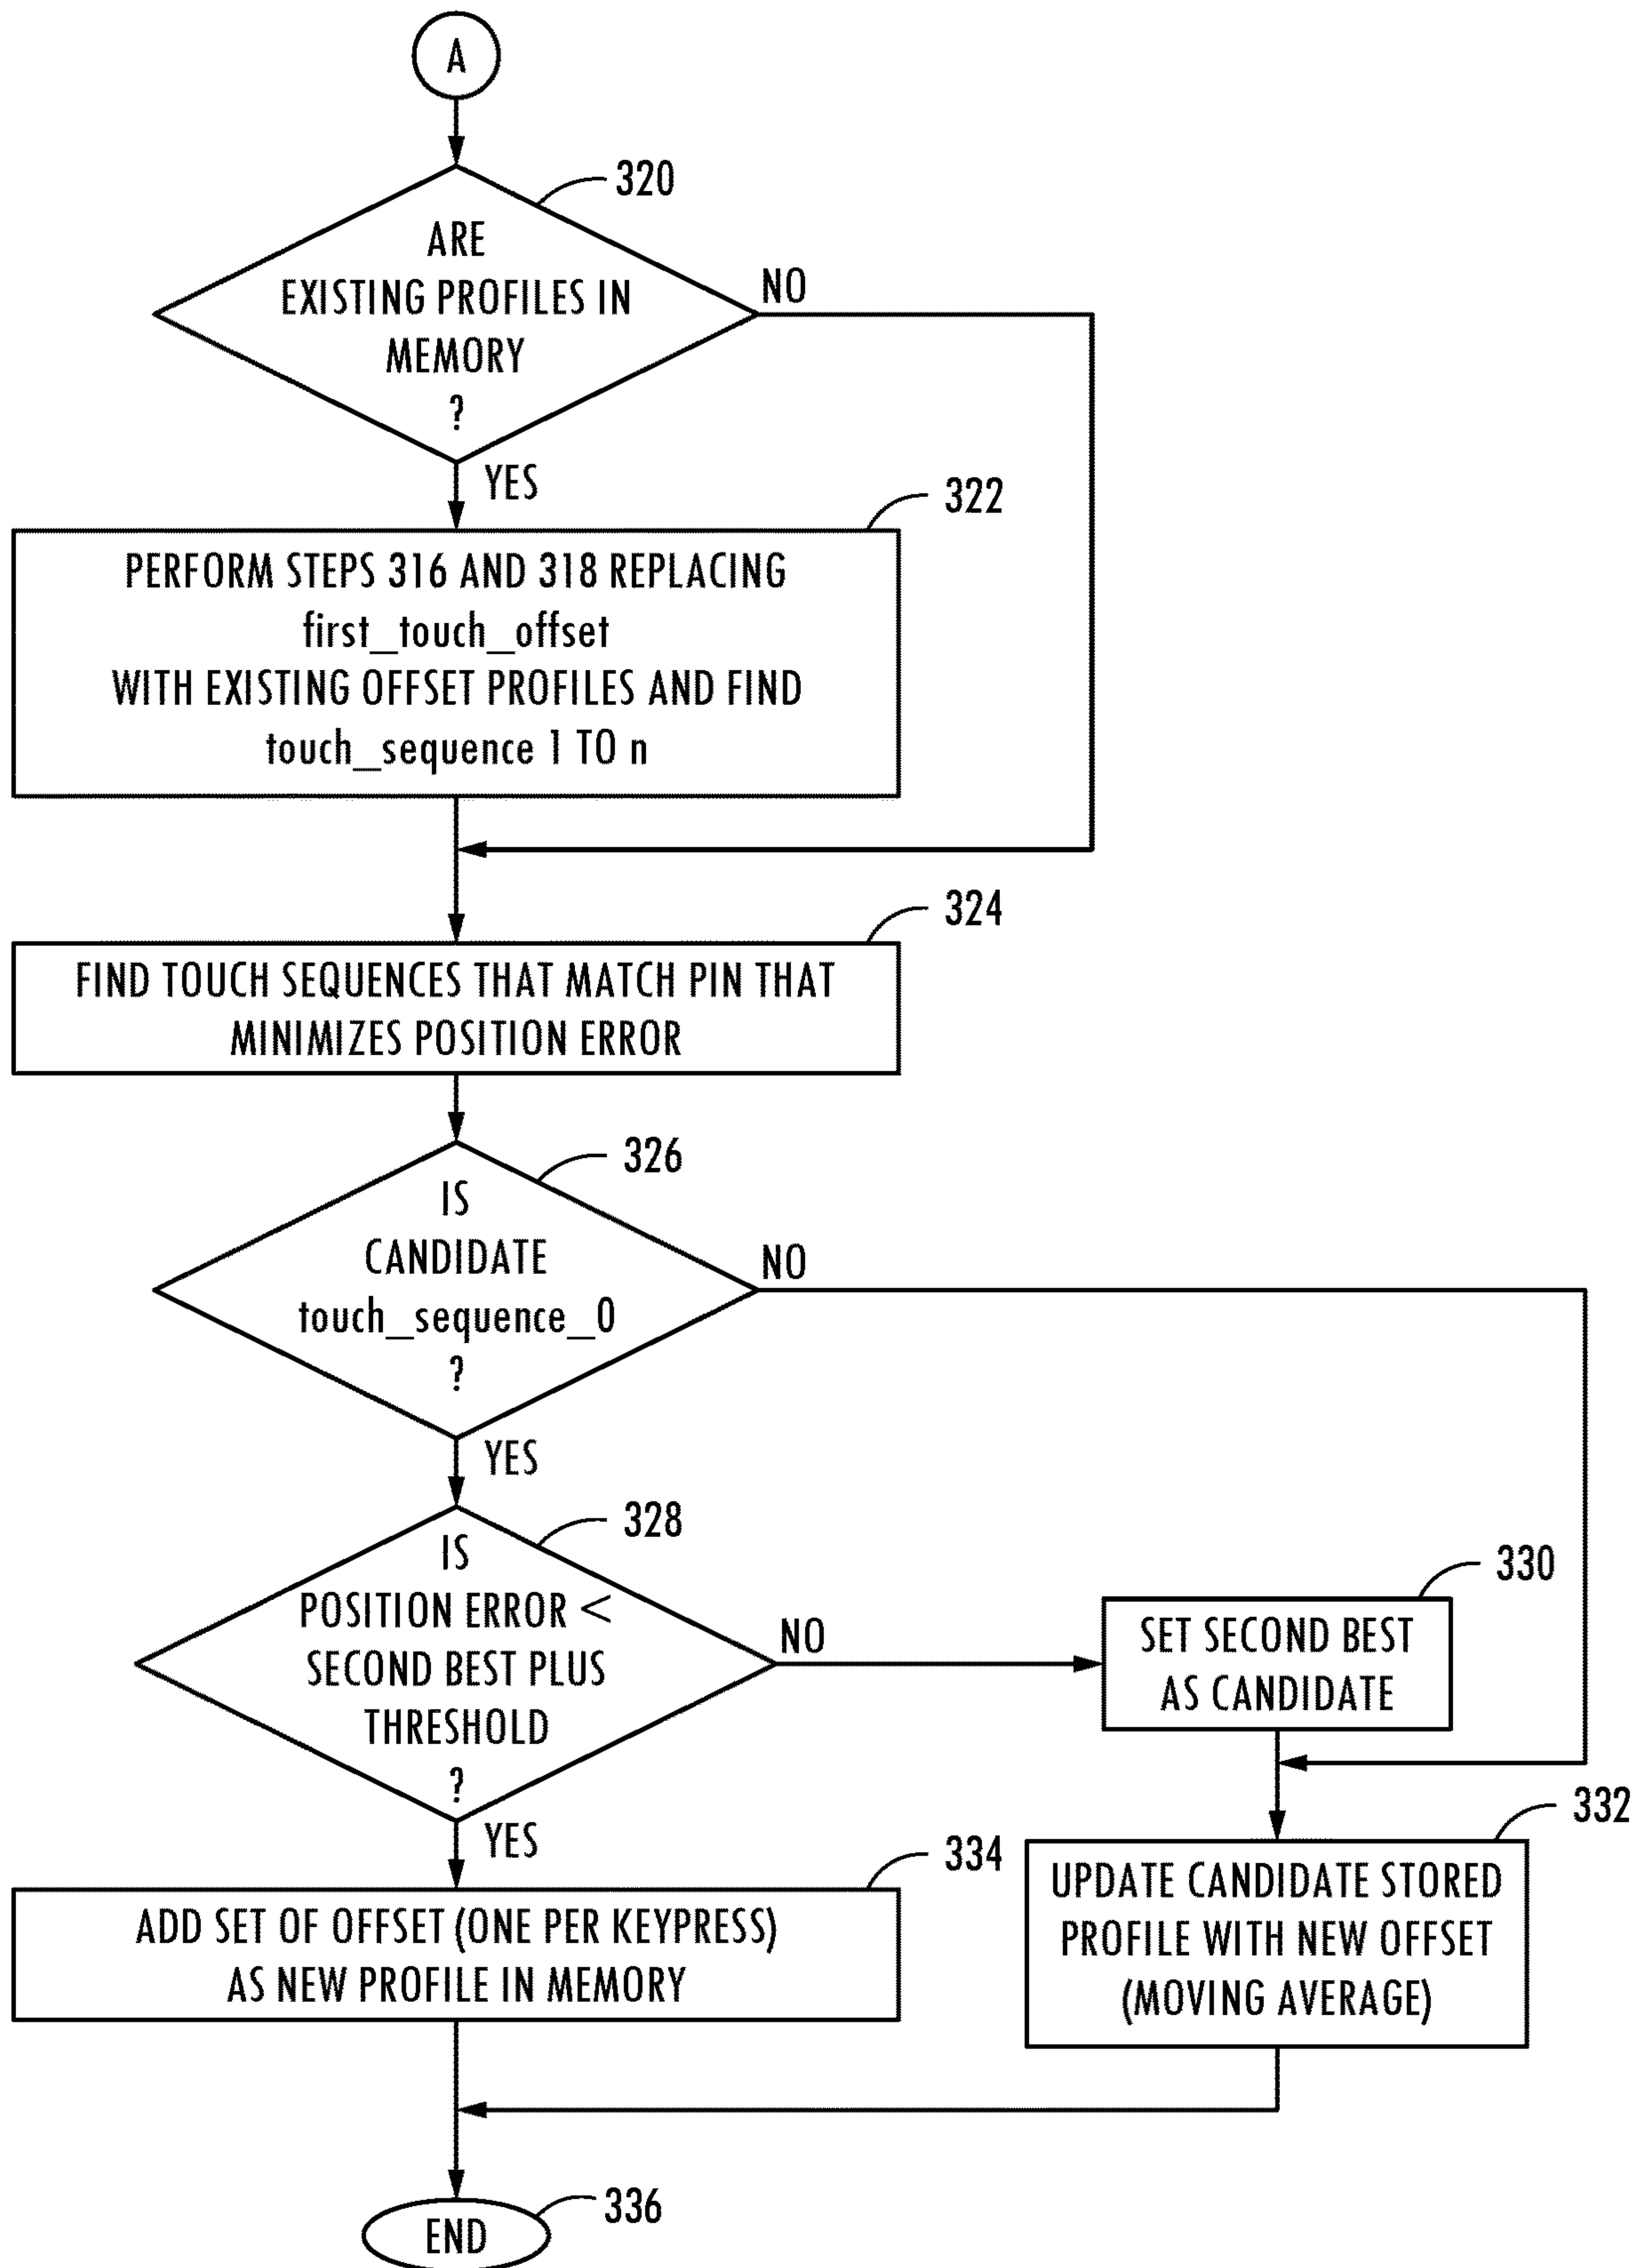 A
320
ARE
EXISTING PROFILES IN
MEMORY
?
NO
YES
322
PERFORM STEPS 316 AND 318 REPLACING
first_touch_offset
WITH EXISTING OFFSET PROFILES AND FIND
touch_sequence 1 TO n
324
FIND TOUCH SEQUENCES THAT MATCH PIN THAT
MINIMIZES POSITION ERROR
326
IS
CANDIDATE
touch_sequence_0
?
NO
YES
328
IS
POSITION ERROR <
SECOND BEST PLUS
THRESHOLD
?
NO
YES
330
SET SECOND BEST
AS CANDIDATE
332
UPDATE CANDIDATE STORED
PROFILE WITH NEW OFFSET
(MOVING AVERAGE)
334
ADD SET OF OFFSET (ONE PER KEYPRESS)
AS NEW PROFILE IN MEMORY
336
END